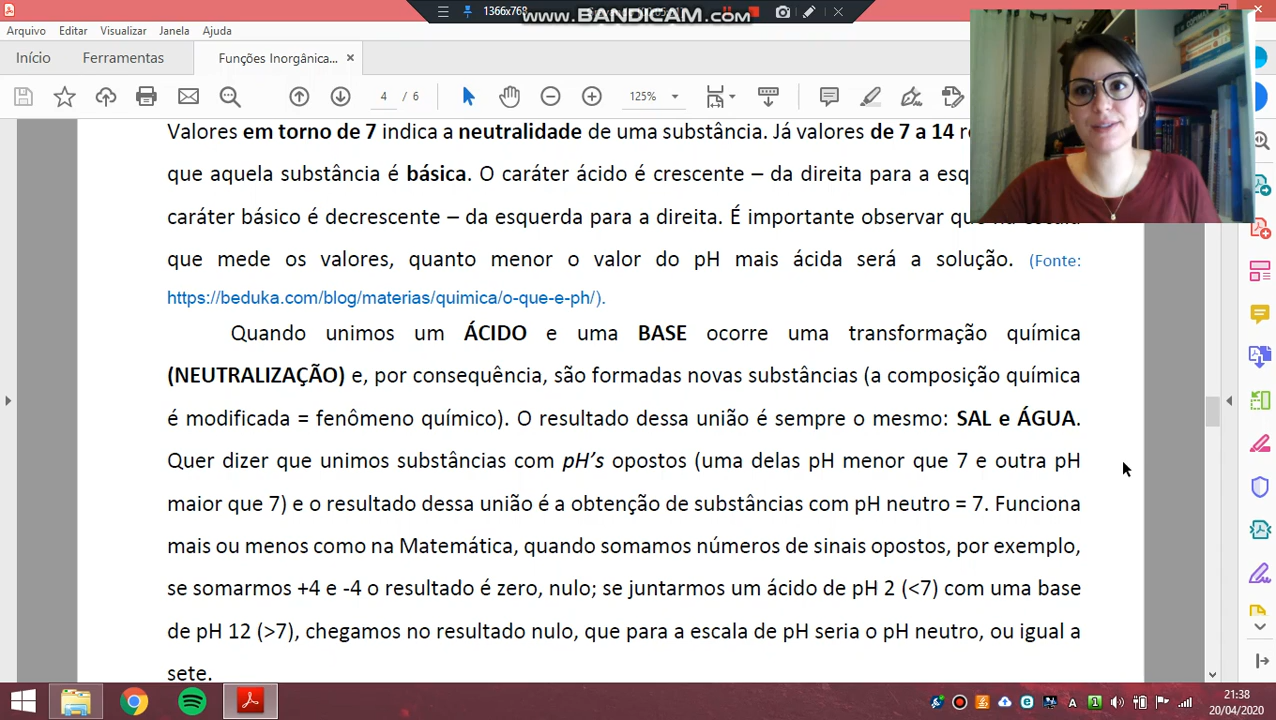 1366x768
www.BANDICAM.com
Arquivo Editar Visualizar Janela Ajuda
Início Ferramentas Funções Inorgânica... ×
4 / 6 125%
Valores em torno de 7 indica a neutralidade de uma substância. Já valores de 7 a 14
que aquela substância é básica. O caráter ácido é crescente – da direita para a
caráter básico é decrescente – da esquerda para a direita. É importante observar
que mede os valores, quanto menor o valor do pH mais ácida será a solução. (Fonte:
https://beduka.com/blog/materias/quimica/o-que-e-ph/).
Quando unimos um ÁCIDO e uma BASE ocorre uma transformação química
(NEUTRALIZAÇÃO) e, por consequência, são formadas novas substâncias (a composição química
é modificada = fenômeno químico). O resultado dessa união é sempre o mesmo: SAL e ÁGUA.
Quer dizer que unimos substâncias com pH’s opostos (uma delas pH menor que 7 e outra pH
maior que 7) e o resultado dessa união é a obtenção de substâncias com pH neutro = 7. Funciona
mais ou menos como na Matemática, quando somamos números de sinais opostos, por exemplo,
se somarmos +4 e -4 o resultado é zero, nulo; se juntarmos um ácido de pH 2 (<7) com uma base
de pH 12 (>7), chegamos no resultado nulo, que para a escala de pH seria o pH neutro, ou igual a
sete.
21:38
20/04/2020